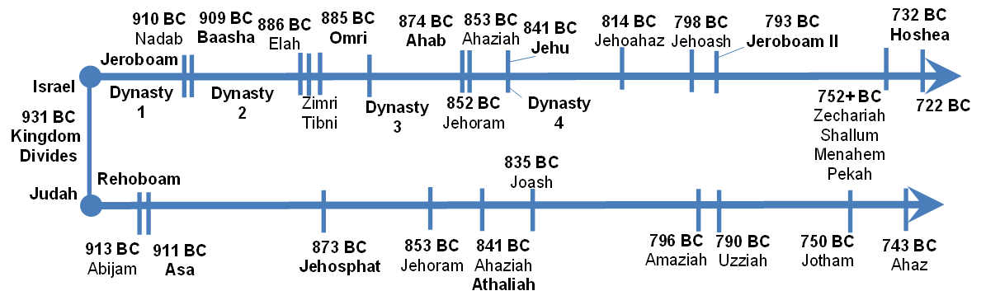 910 BC
Nadab
909 BC
Baasha
886 BC
Elah
885 BC
Omri
874 BC
Ahab
853 BC
Ahaziah
841 BC
Jehu
814 BC
Jehoahaz
798 BC
Jehoash
793 BC
Jeroboam II
732 BC
Hoshea
Jeroboam
Israel
Dynasty
1
Dynasty
2
Zimri
Tibni
Dynasty
3
852 BC
Jehoram
Dynasty
4
752+ BC
Zechariah
Shallum
Menahem
Pekah
722 BC
931 BC
Kingdom
Divides
Judah
Rehoboam
835 BC
Joash
913 BC
Abijam
911 BC
Asa
873 BC
Jehosphat
853 BC
Jehoram
841 BC
Ahaziah
Athaliah
796 BC
Amaziah
790 BC
Uzziah
750 BC
Jotham
743 BC
Ahaz